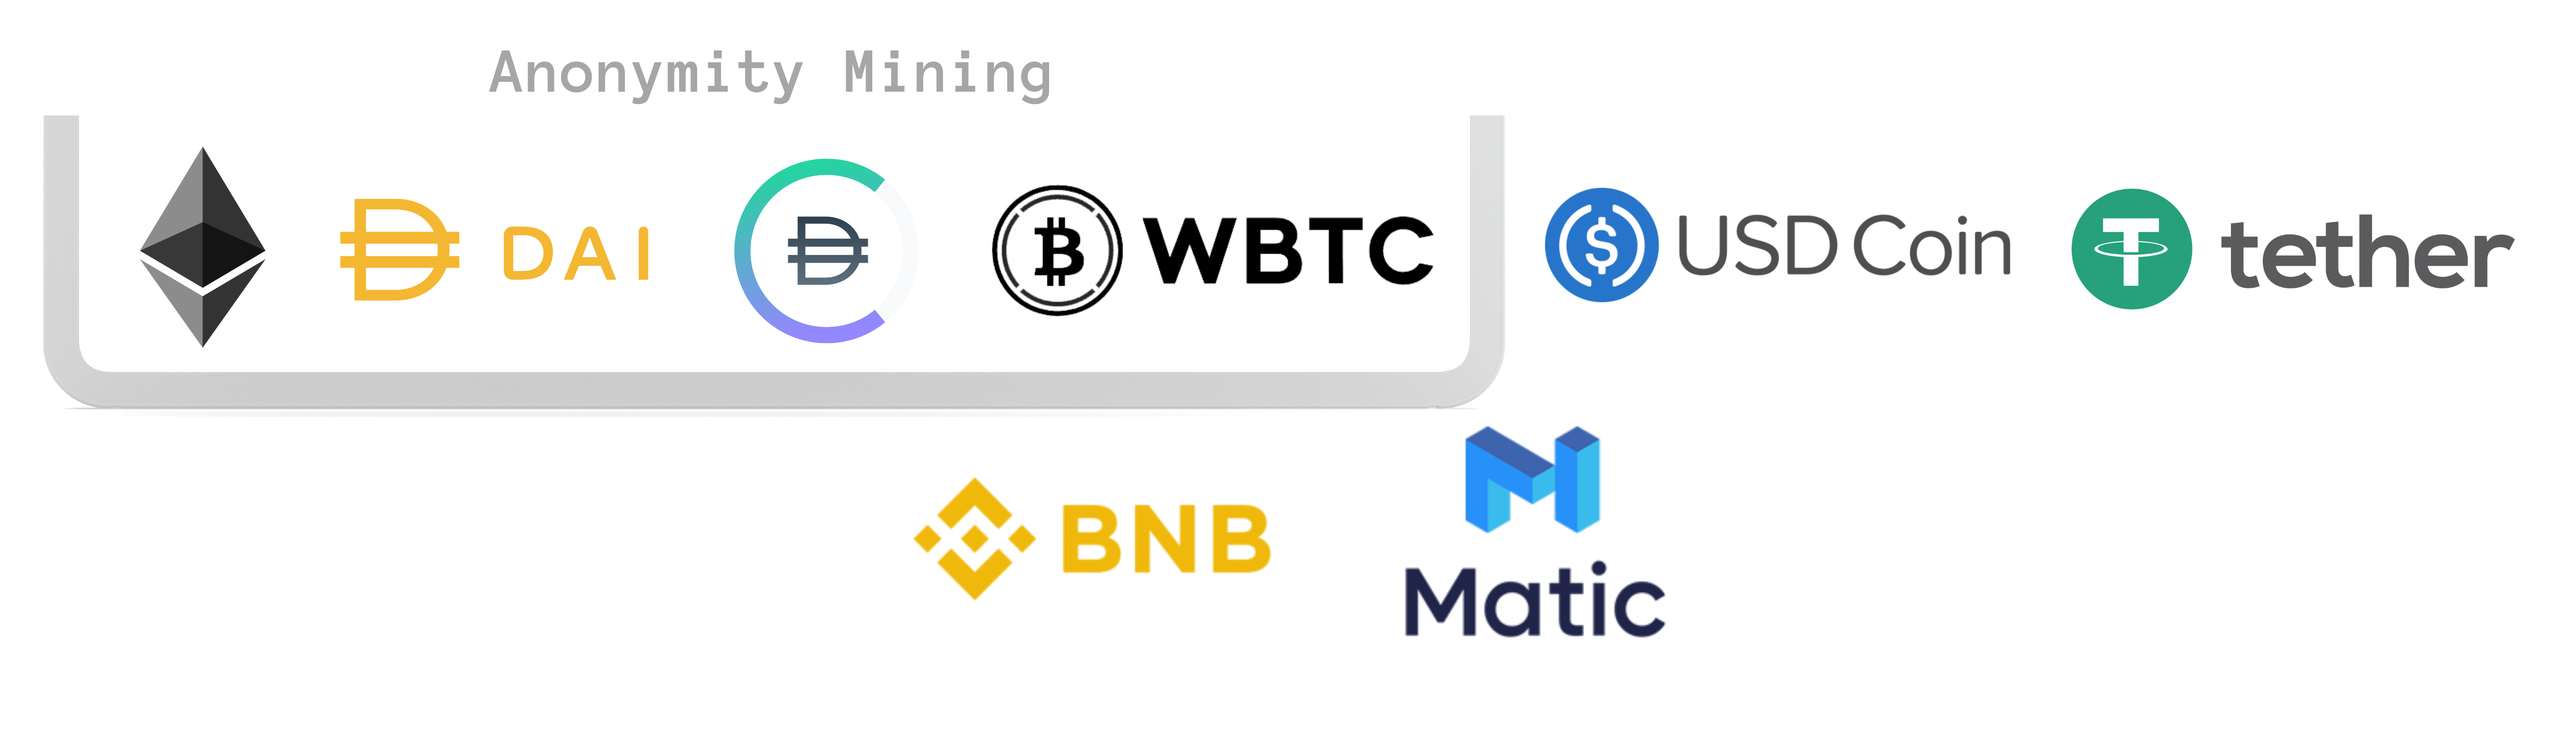 Anonymity Mining
DAI
WBTC
USD Coin
tether
BNB
Matic